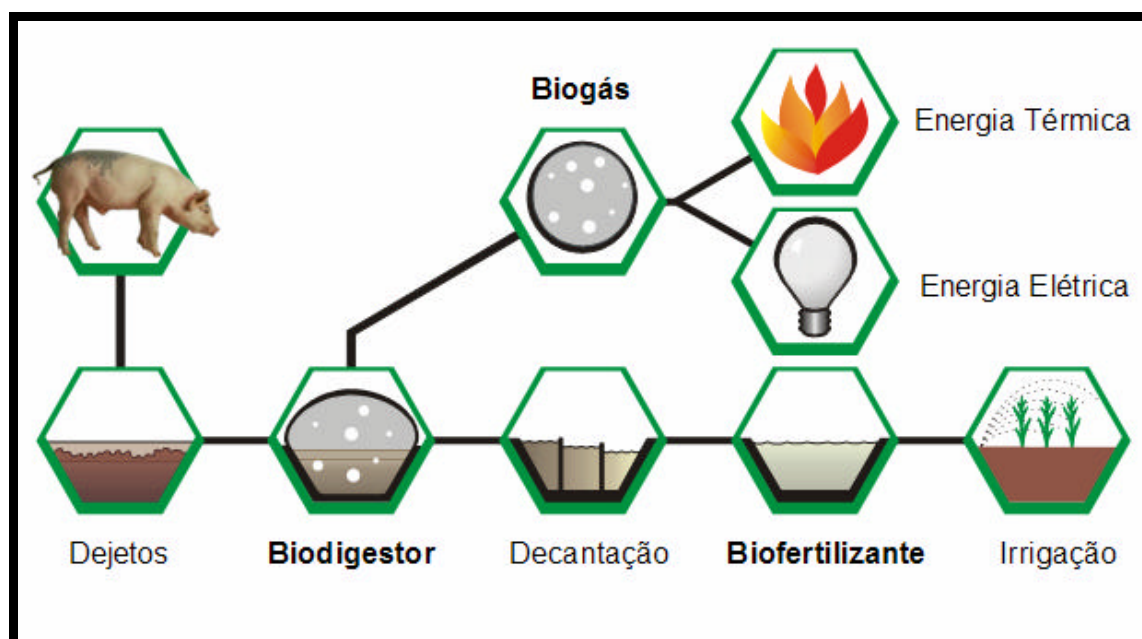 Biogás
Energia Térmica
Energia Elétrica
Dejetos
Biodigestor
Decantação
Biofertilizante
Irrigação